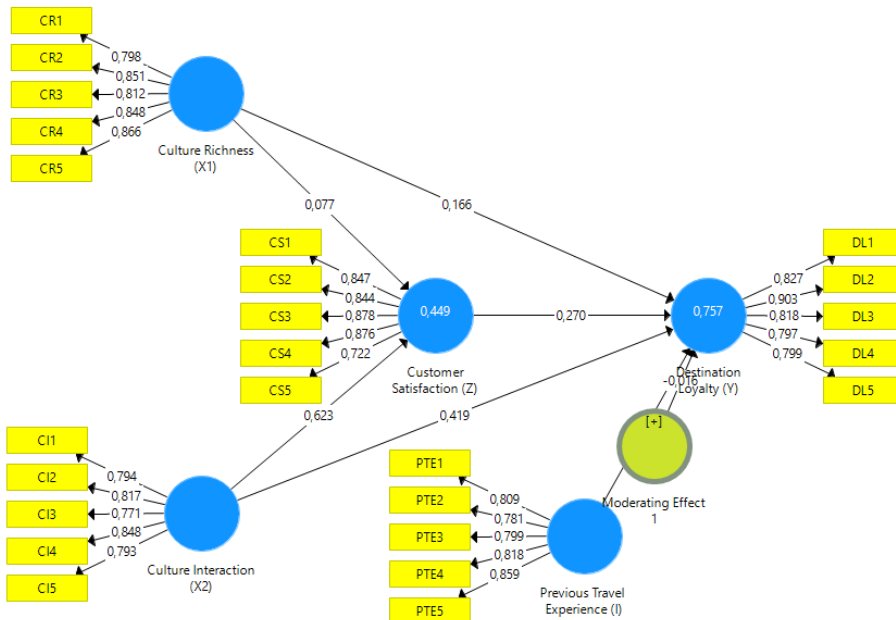 CR1
CR2
CR3
CR4
CR5
0,798
0,851
0,812
0,848
0,866
Culture Richness
(X1)
0,077
0,166
CS1
CS2
CS3
CS4
CS5
0,847
0,844
0,878
0,876
0,722
0,449
Customer
Satisfaction (Z)
0,270
0,757
Destination
Loyalty (Y)
DL1
DL2
DL3
DL4
DL5
0,827
0,903
0,818
0,797
0,799
-0,016
0,623
0,419
CI1
CI2
CI3
CI4
CI5
0,794
0,817
0,771
0,848
0,793
Culture Interaction
(X2)
PTE1
PTE2
PTE3
PTE4
PTE5
0,809
0,781
0,799
0,818
0,859
Previous Travel
Experience (I)
[+]
Moderating Effect
1